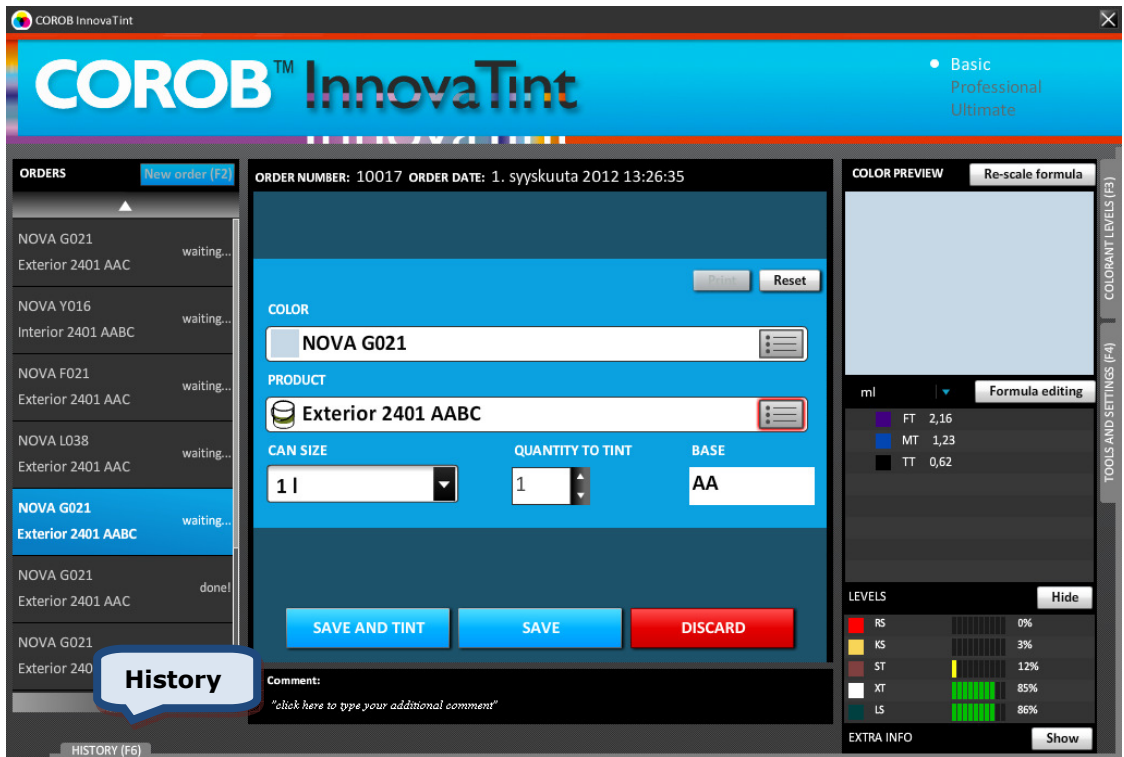 COROB InnovaTint
COROB™ InnovaTint
Basic
Professional
Ultimate
ORDERS
New order (F2)
NOVA G021
waiting...
Exterior 2401 AAC
NOVA Y016
waiting...
Interior 2401 AABC
NOVA F021
waiting...
Exterior 2401 AAC
NOVA L038
waiting...
Exterior 2401 AAC
NOVA G021
waiting...
Exterior 2401 AABC
NOVA G021
done!
Exterior 2401 AAC
NOVA G021
Exterior 240
History
HISTORY (F6)
ORDER NUMBER: 10017 ORDER DATE: 1. syyskuuta 2012 13:26:35
Print
Reset
COLOR
NOVA G021
PRODUCT
Exterior 2401 AABC
CAN SIZE
QUANTITY TO TINT
BASE
1 l
1
AA
SAVE AND TINT
SAVE
DISCARD
Comment:
"click here to type your additional comment"
COLOR PREVIEW
Re-scale formula
ml
Formula editing
FT 2,16
MT 1,23
TT 0,62
LEVELS
Hide
RS 0%
KS 3%
ST 12%
XT 85%
LS 86%
EXTRA INFO
Show
COLORANT LEVELS (F3)
TOOLS AND SETTINGS (F4)